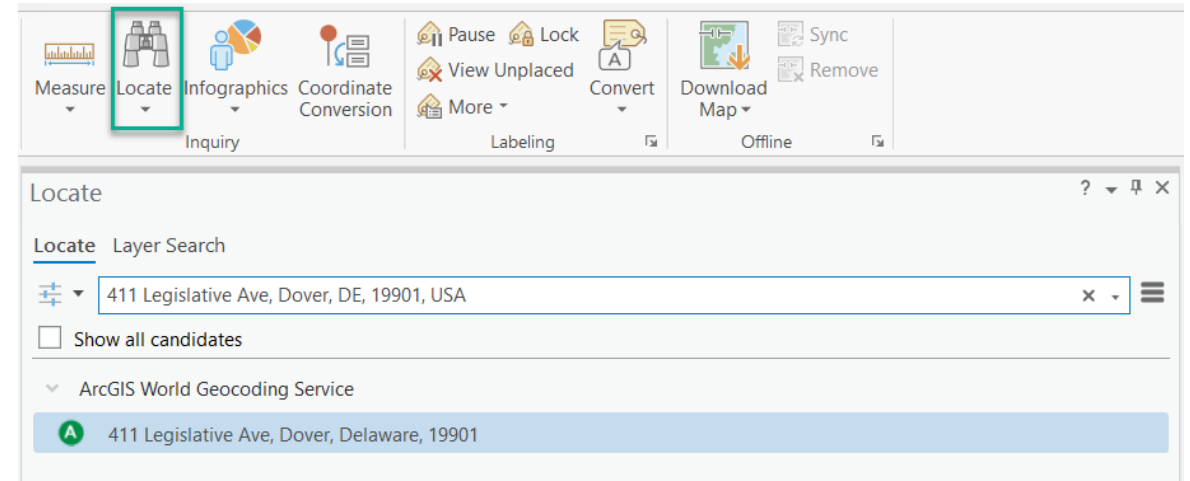 Measure
Locate
Infographics
Coordinate
Conversion
Inquiry
Pause
Lock
View Unplaced
More
A
Convert
Labeling
Download
Map
Sync
Remove
Offline
Locate
?
Locate Layer Search
411 Legislative Ave, Dover, DE, 19901, USA
Show all candidates
ArcGIS World Geocoding Service
A 411 Legislative Ave, Dover, Delaware, 19901